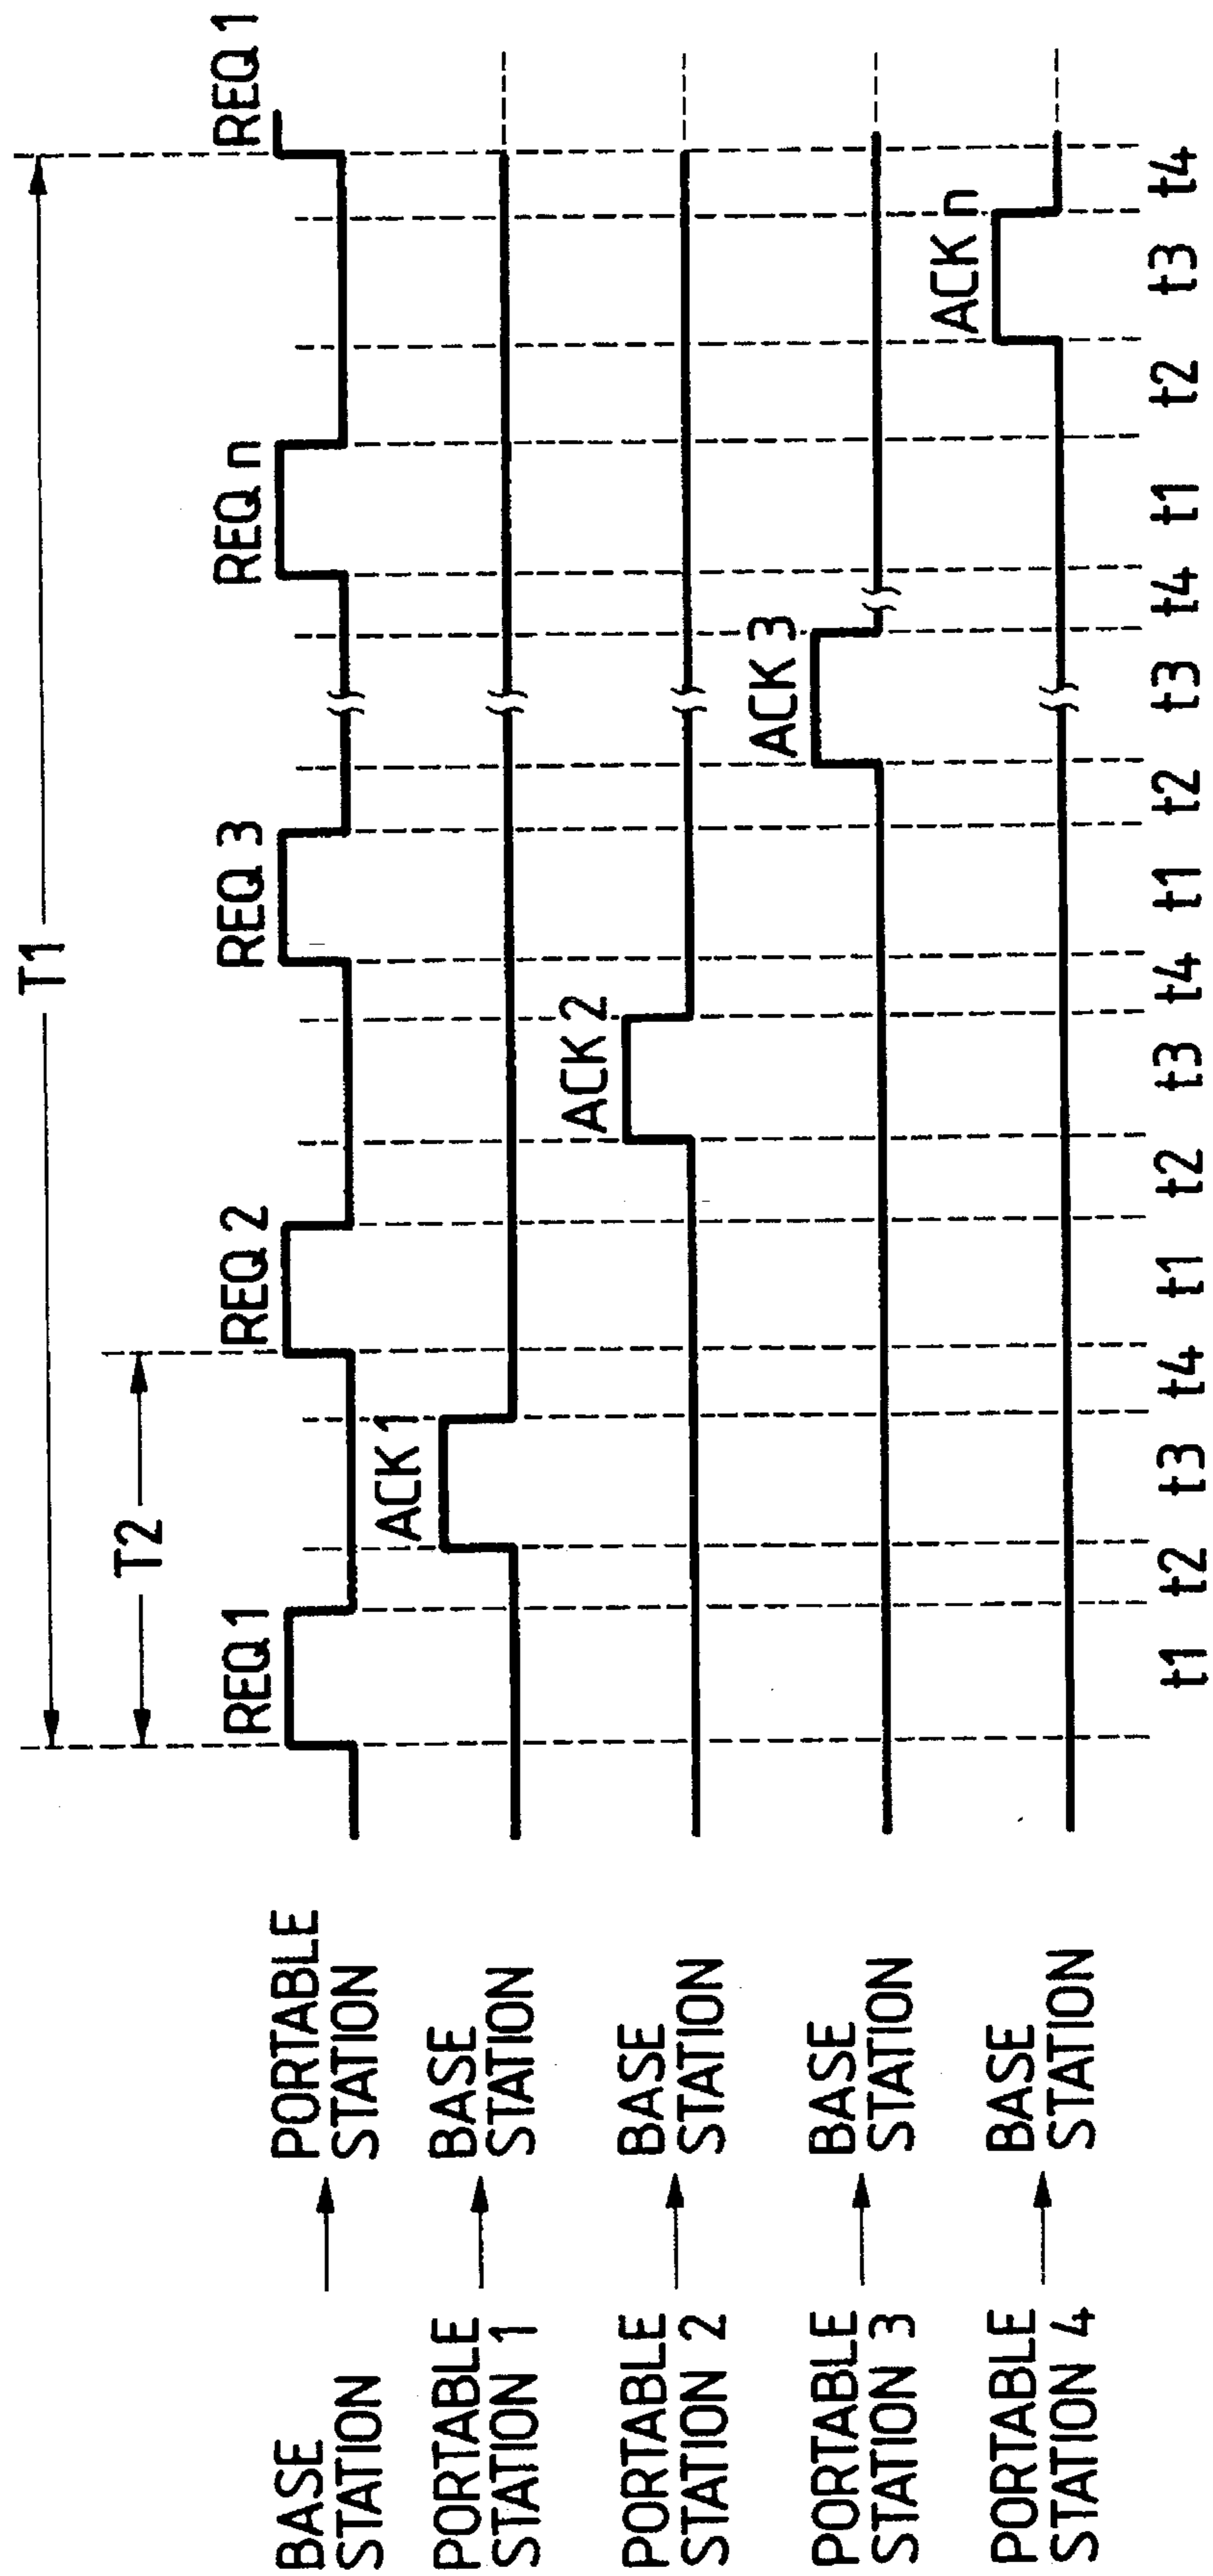 T1
T2
REQ 1
REQ 2
REQ 3
REQ n
REQ 1
BASE
STATION
PORTABLE
STATION
ACK 1
PORTABLE
STATION 1
BASE
STATION
ACK 2
PORTABLE
STATION 2
BASE
STATION
ACK 3
PORTABLE
STATION 3
BASE
STATION
ACK n
PORTABLE
STATION 4
BASE
STATION
t1 t2 t3 t4 t1 t2 t3 t4 t1 t2 t3 t4 t1 t2 t3 t4